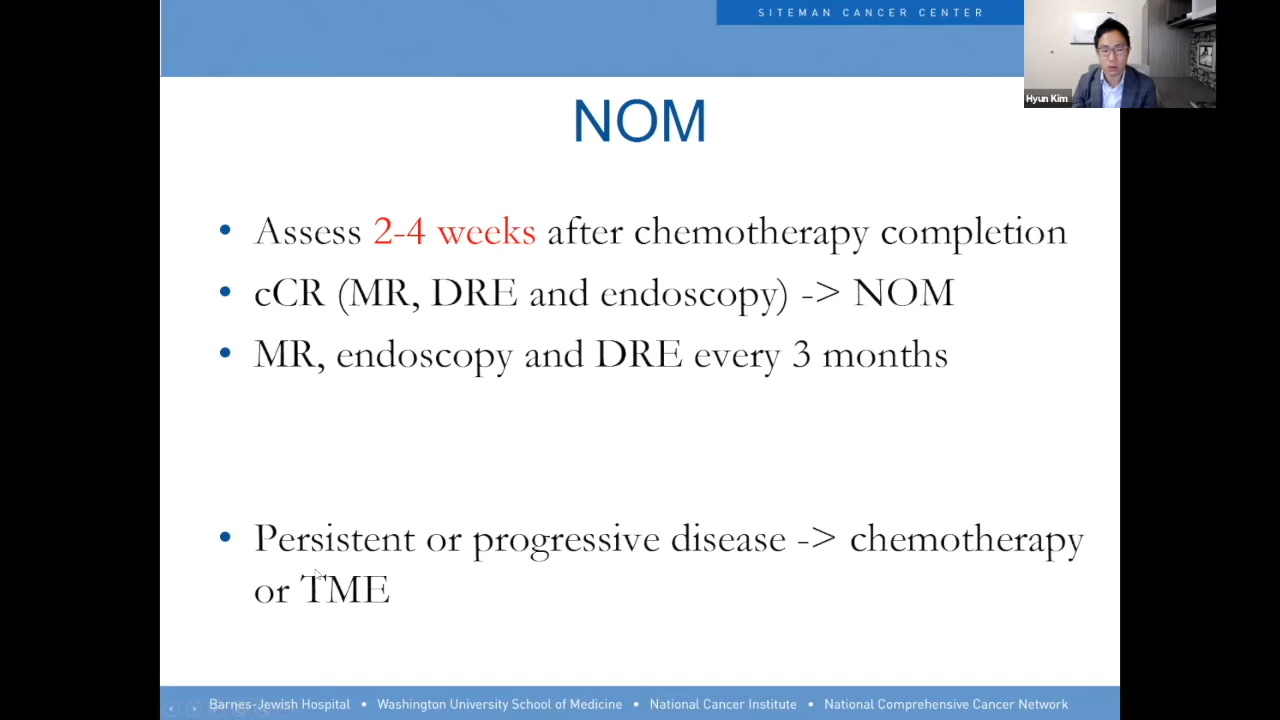 SITEMAN CANCER CENTER
Hyun Kim
NOM
• Assess 2-4 weeks after chemotherapy completion
• cCR (MR, DRE and endoscopy) -> NOM
• MR, endoscopy and DRE every 3 months
• Persistent or progressive disease -> chemotherapy
or TME
Barnes-Jewish Hospital • Washington University School of Medicine • National Cancer Institute • National Comprehensive Cancer Network